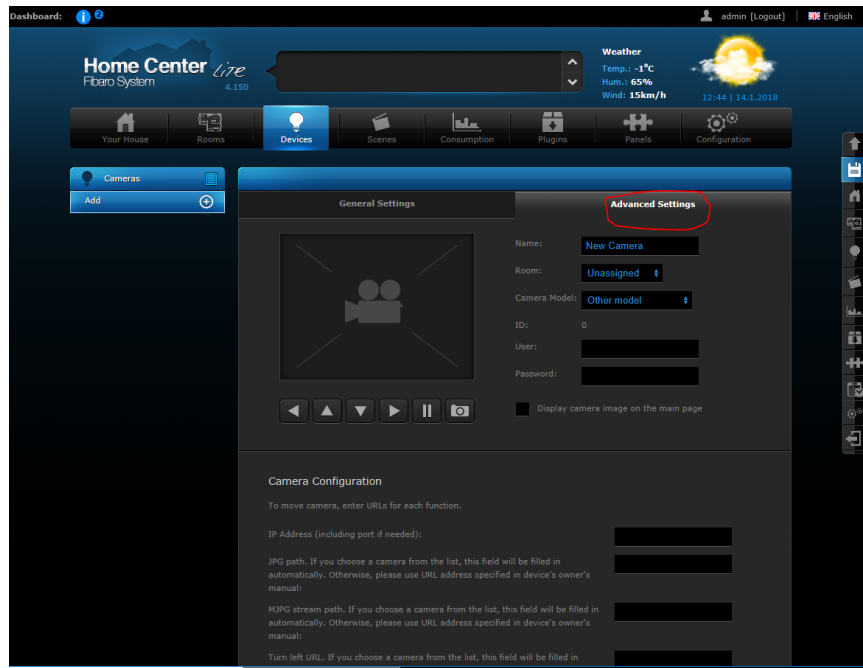 Dashboard: i 2 admin [Logout] English
Home Center Lite
Fibaro System
4.150
Weather
Temp.: -1°C
Hum.: 65%
Wind: 15km/h
12:44 | 14.1.2018
Your House Rooms Devices Scenes Consumption Plugins Panels Configuration
Cameras
Add
General Settings Advanced Settings
Name: New Camera
Room: Unassigned
Camera Model: Other model
ID: 0
User:
Password:
Display camera image on the main page
Camera Configuration
To move camera, enter URLs for each function.
IP Address (including port if needed):
JPG path. If you choose a camera from the list, this field will be filled in
automatically. Otherwise, please use URL address specified in device's owner's
manual:
MJPG stream path. If you choose a camera from the list, this field will be filled in
automatically. Otherwise, please use URL address specified in device's owner's
manual:
Turn left URL. If you choose a camera from the list, this field will be filled in